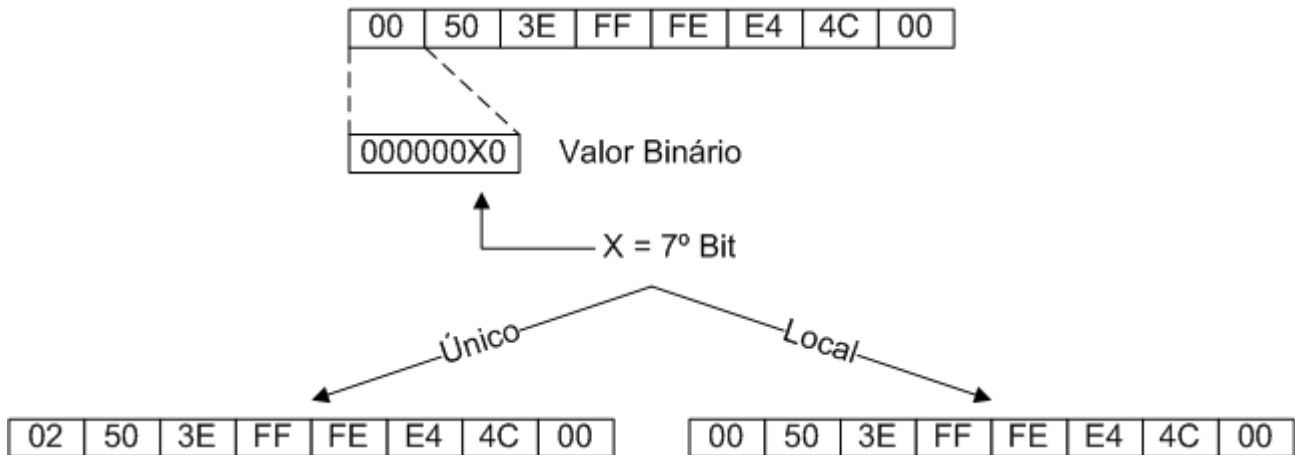 00 50 3E FF FE E4 4C 00
000000X0 Valor Binário
X = 7º Bit
Único Local
02 50 3E FF FE E4 4C 00 00 50 3E FF FE E4 4C 00